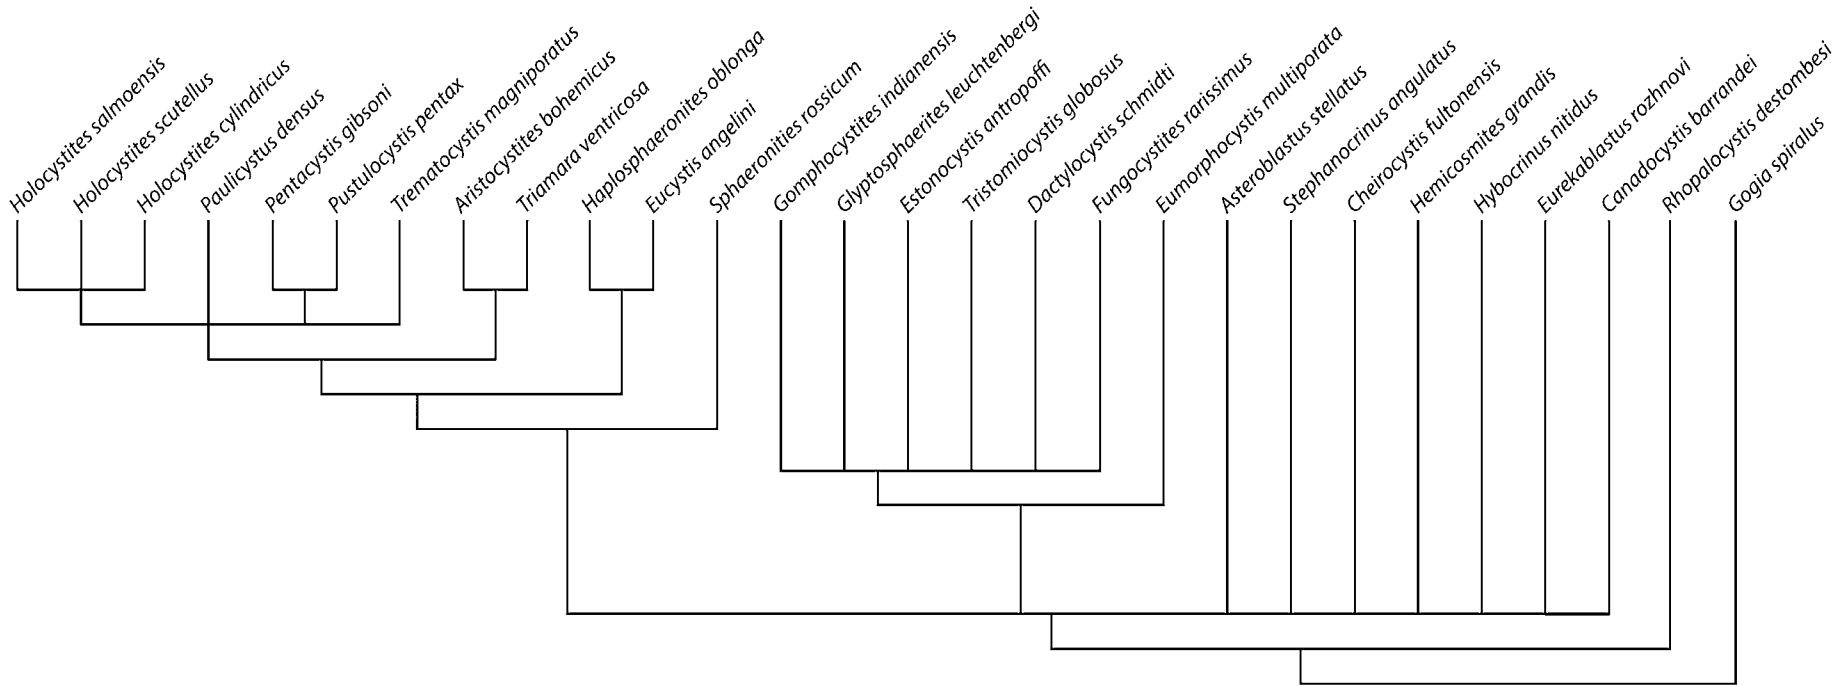 Holocystites salmoensis
Holocystites scutellus
Holocystites cylindricus
Paulicystus densus
Pentacystis gibsoni
Pustulocystis pentax
Trematocystis magniporatus
Aristocystites bohemicus
Triamara ventricosa
Haplosphaeronites oblonga
Eucystis angelini
Sphaeronities rossicum
Gomphocystites indianensis
Glyptosphaerites leuchtenbergi
Estonocystis antropoffi
Tristomiocystis globosus
Dactylocystis schmidti
Fungocystites rarissimus
Eumorphocystis multiporata
Asteroblastus stellatus
Stephanocrinus angulatus
Cheirocystis fultonensis
Hemicosmites grandis
Hybocrinus nitidus
Eurekablastus rozhnovi
Canadocystis barrandei
Rhopalocystis destombesi
Gogia spiralus